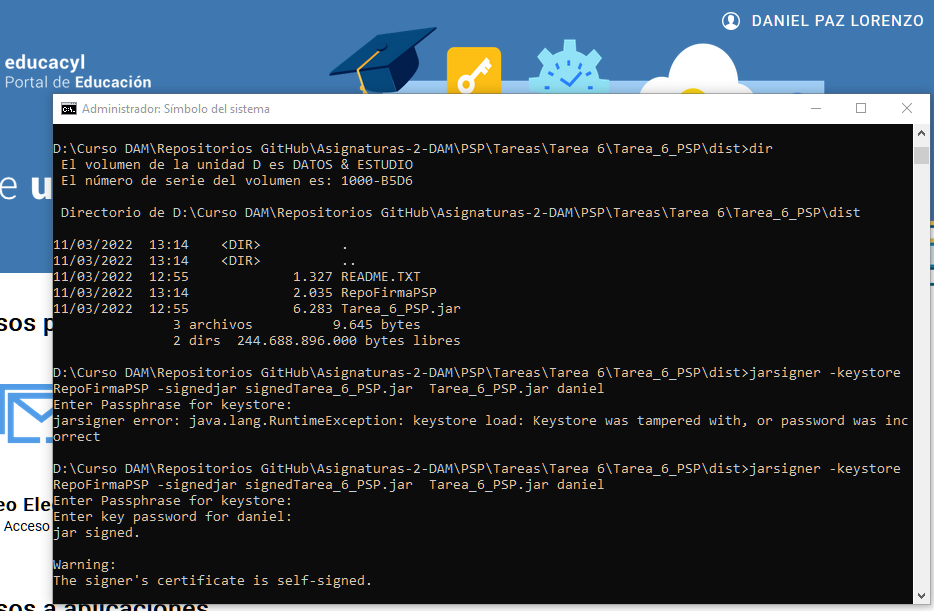 DANIEL PAZ LORENZO
educacyl
Portal de Educación
Administrador: Símbolo del sistema
D:\Curso DAM\Repositorios GitHub\Asignaturas-2-DAM\PSP\Tareas\Tarea 6\Tarea_6_PSP\dist>dir
El volumen de la unidad D es DATOS & ESTUDIO
El número de serie del volumen es: 1000-B5D6
Directorio de D:\Curso DAM\Repositorios GitHub\Asignaturas-2-DAM\PSP\Tareas\Tarea 6\Tarea_6_PSP\dist
11/03/2022  13:14    <DIR>          .
11/03/2022  13:14    <DIR>          ..
11/03/2022  12:55             1.327 README.TXT
11/03/2022  13:14             2.035 RepoFirmaPSP
11/03/2022  12:55             6.283 Tarea_6_PSP.jar
3 archivos          9.645 bytes
2 dirs  244.688.896.000 bytes libres
D:\Curso DAM\Repositorios GitHub\Asignaturas-2-DAM\PSP\Tareas\Tarea 6\Tarea_6_PSP\dist>jarsigner -keystore
RepoFirmaPSP -signedjar signedTarea_6_PSP.jar  Tarea_6_PSP.jar daniel
Enter Passphrase for keystore:
jarsigner error: java.lang.RuntimeException: keystore load: Keystore was tampered with, or password was inc
orrect
D:\Curso DAM\Repositorios GitHub\Asignaturas-2-DAM\PSP\Tareas\Tarea 6\Tarea_6_PSP\dist>jarsigner -keystore
RepoFirmaPSP -signedjar signedTarea_6_PSP.jar  Tarea_6_PSP.jar daniel
Enter Passphrase for keystore:
Enter key password for daniel:
jar signed.
Warning:
The signer's certificate is self-signed.
e u
sos p
eo Ele
Acceso
sos a aplicaciones